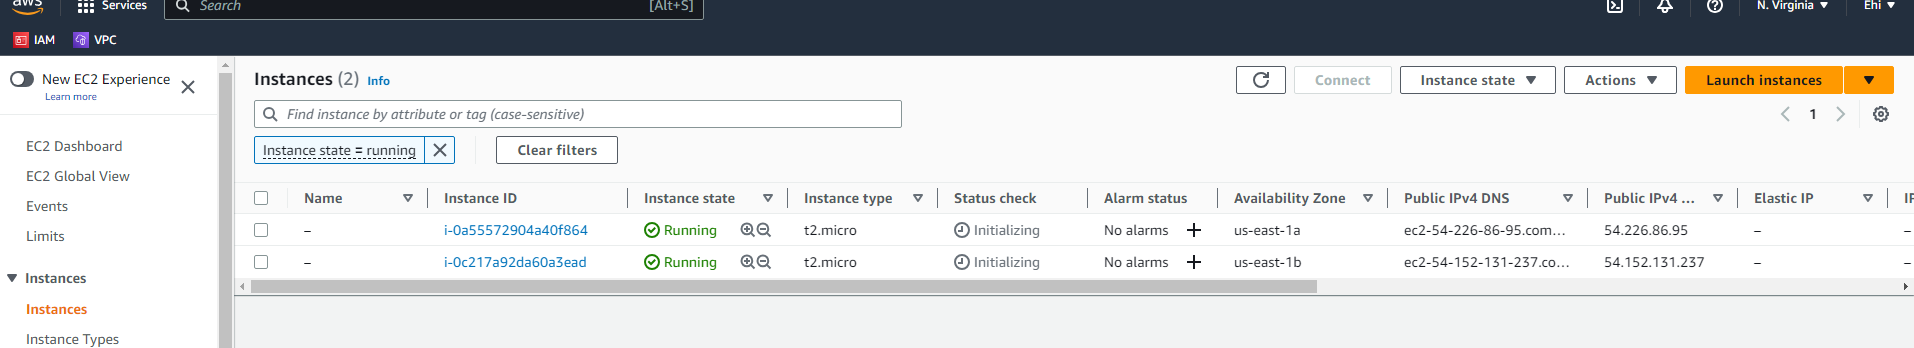 aws Services Search [Alt+S] N. Virginia Ehi
IAM VPC
New EC2 Experience
Learn more
EC2 Dashboard
EC2 Global View
Events
Limits
Instances
Instances
Instance Types
Instances (2) Info
Connect Instance state Actions Launch instances
Find instance by attribute or tag (case-sensitive)
1
Instance state = running Clear filters
Name Instance ID Instance state Instance type Status check Alarm status Availability Zone Public IPv4 DNS Public IPv4 ... Elastic IP IP
– i-0a55572904a40f864 Running t2.micro Initializing No alarms + us-east-1a ec2-54-226-86-95.com... 54.226.86.95 – –
– i-0c217a92da60a3ead Running t2.micro Initializing No alarms + us-east-1b ec2-54-152-131-237.co... 54.152.131.237 – –